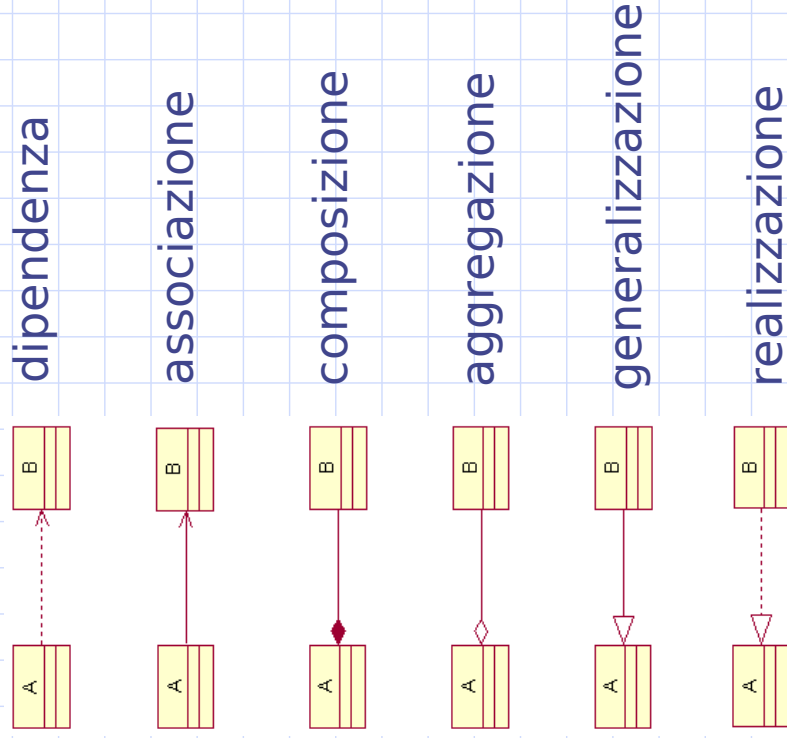 A B dipendenza
A B associazione
A B composizione
A B aggregazione
A B generalizzazione
A B realizzazione